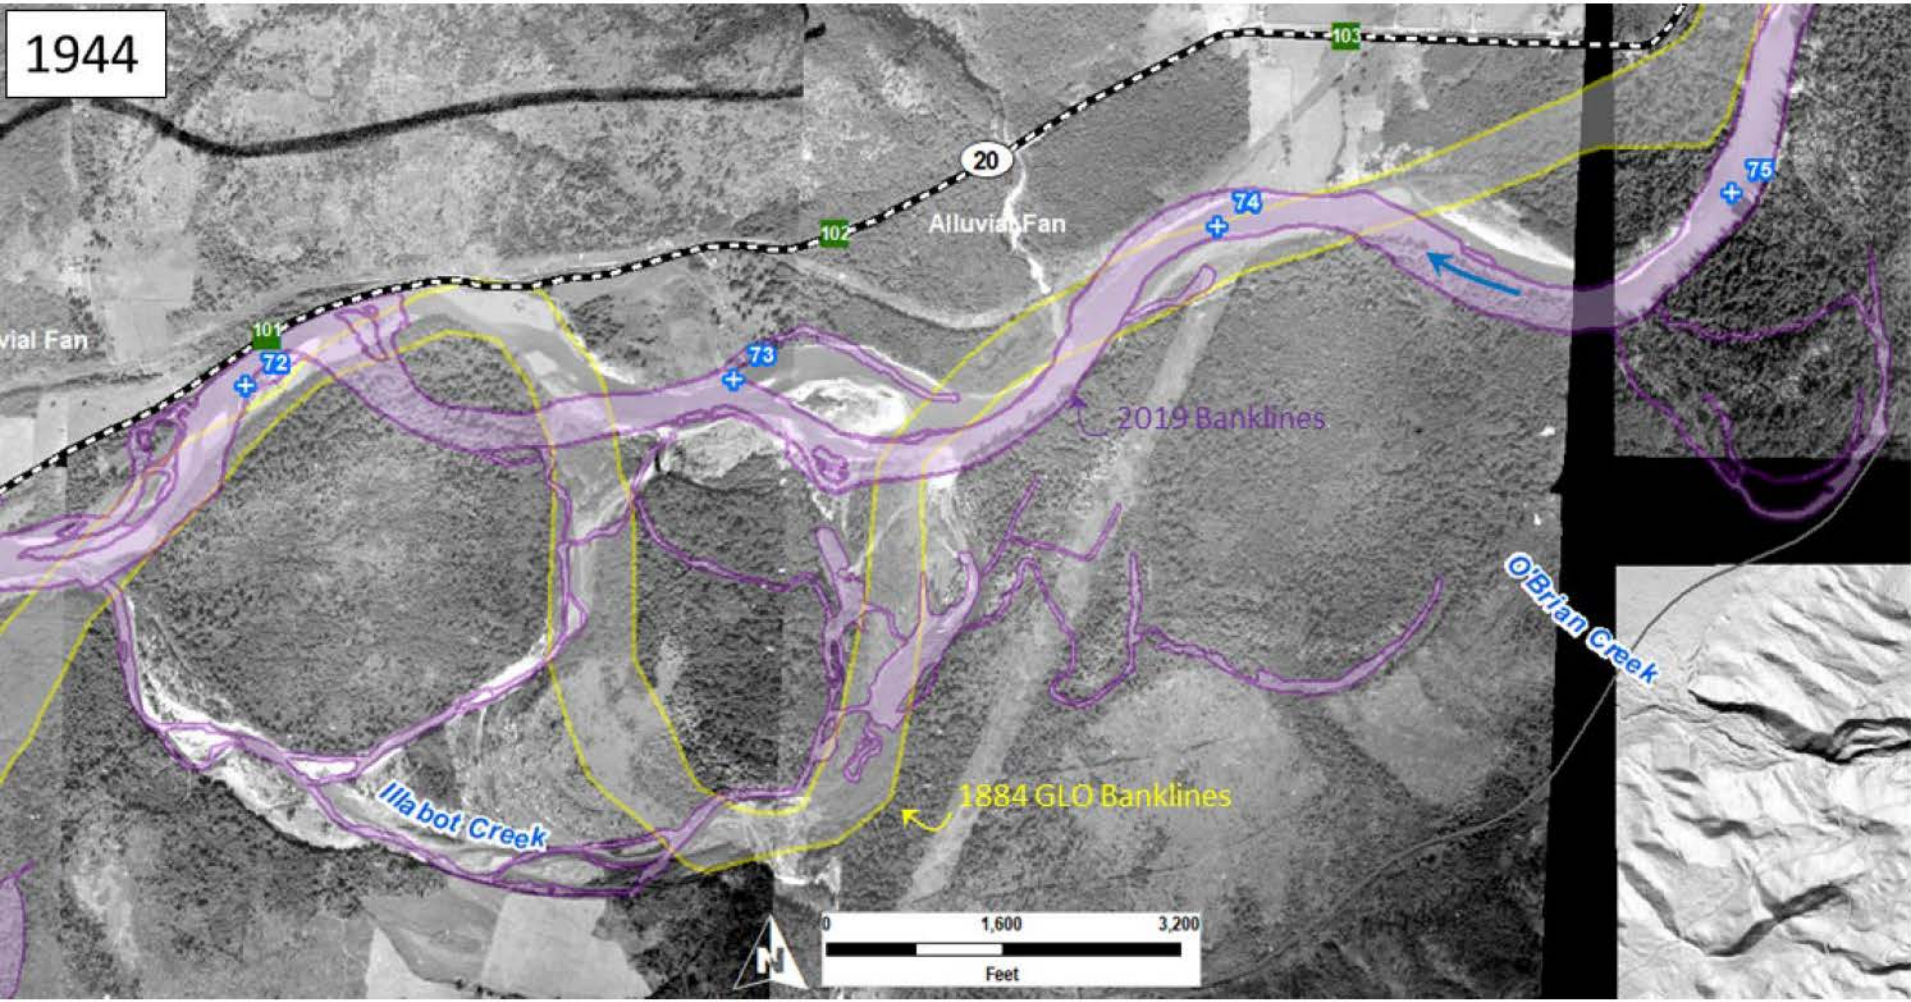 1944
103
20
75
74
102
Alluvial Fan
101
vial Fan
72
73
2019 Banklines
O'Brian Creek
1884 GLO Banklines
Illabot Creek
0 1,600 3,200
Feet
N